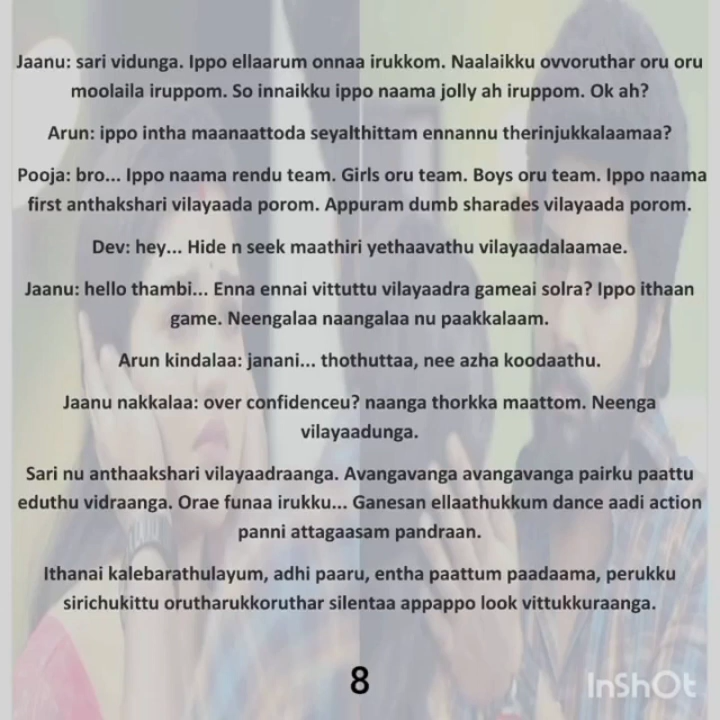 Jaanu: sari vidunga. Ippo ellaarum onnaa irukkom. Naalaikku ovvoruthar oru oru
moolaila iruppom. So innaikku ippo naama jolly ah iruppom. Ok ah?
Arun: ippo intha maanaattoda seyalthittam ennannu therinjukkalaamaa?
Pooja: bro... Ippo naama rendu team. Girls oru team. Boys oru team. Ippo naama
first anthakshari vilayaada porom. Appuram dumb sharades vilayaada porom.
Dev: hey... Hide n seek maathiri yethaavathu vilayaadalaamae.
Jaanu: hello thambi... Enna ennai vittuttu vilayaadra gameai solra? Ippo ithaan
game. Neengalaa naangalaa nu paakkalaam.
Arun kindalaa: janani... thothuttaa, nee azha koodaathu.
Jaanu nakkalaa: over confidenceu? naanga thorkka maattom. Neenga
vilayaadunga.
Sari nu anthaakshari vilayaadraanga. Avangavanga avangavanga pairku paattu
eduthu vidraanga. Orae funaa irukku... Ganesan ellaathukkum dance aadi action
panni attagaasam pandraan.
Ithanai kalebarathulayum, adhi paaru, entha paattum paadaama, perukku
sirichukittu orutharukkoruthar silentaa appappo look vittukkuraanga.
8
InShOt